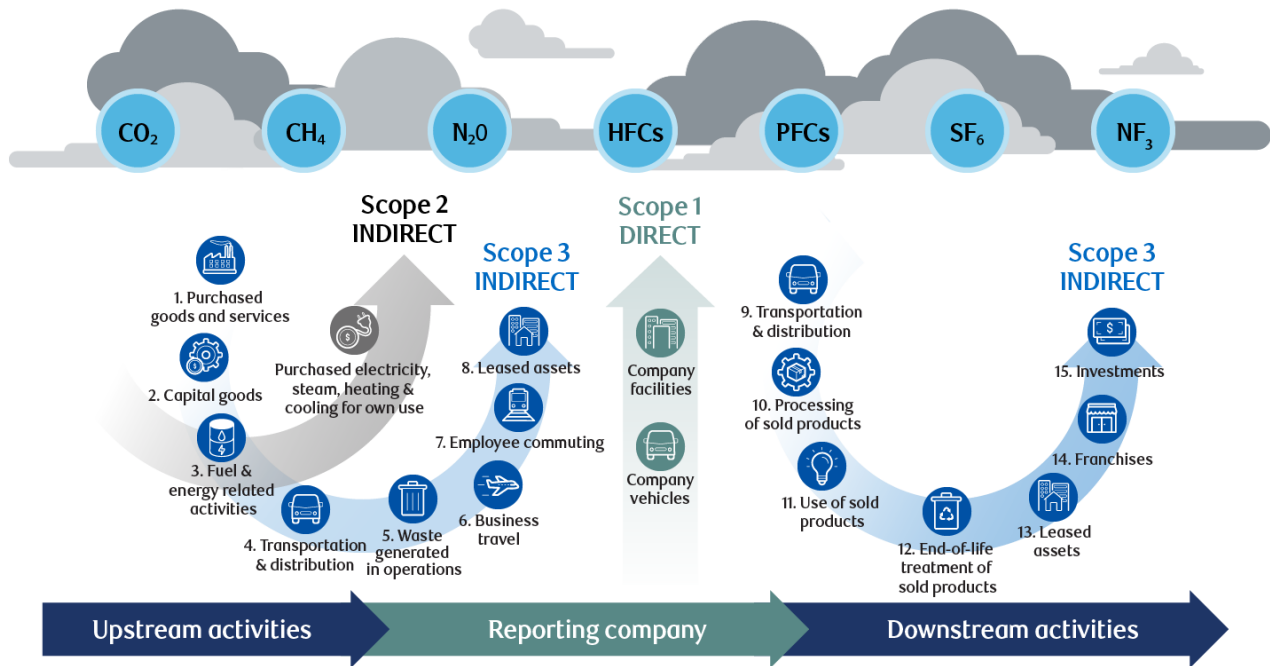 CO₂
CH₄
N₂0
HFCs
PFCs
SF₆
NF₃
Scope 2
INDIRECT
Scope 1
DIRECT
Scope 3
INDIRECT
Scope 3
INDIRECT
1. Purchased
goods and services
2. Capital goods
3. Fuel &
energy related
activities
Purchased electricity,
steam, heating &
cooling for own use
4. Transportation
& distribution
5. Waste
generated
in operations
6. Business
travel
7. Employee commuting
8. Leased assets
Company
facilities
Company
vehicles
9. Transportation
& distribution
10. Processing
of sold products
11. Use of sold
products
12. End-of-life
treatment of
sold products
13. Leased
assets
14. Franchises
15. Investments
Upstream activities
Reporting company
Downstream activities